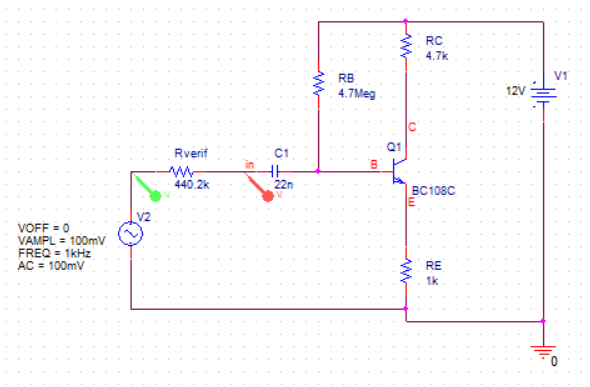 RC
4.7k
RB
4.7Meg
V1
12V
C
Q1
Rverif
in
C1
B
440.2k
22n
BC108C
V
V
E
V2
VOFF = 0
VAMPL = 100mV
FREQ = 1kHz
AC = 100mV
RE
1k
0